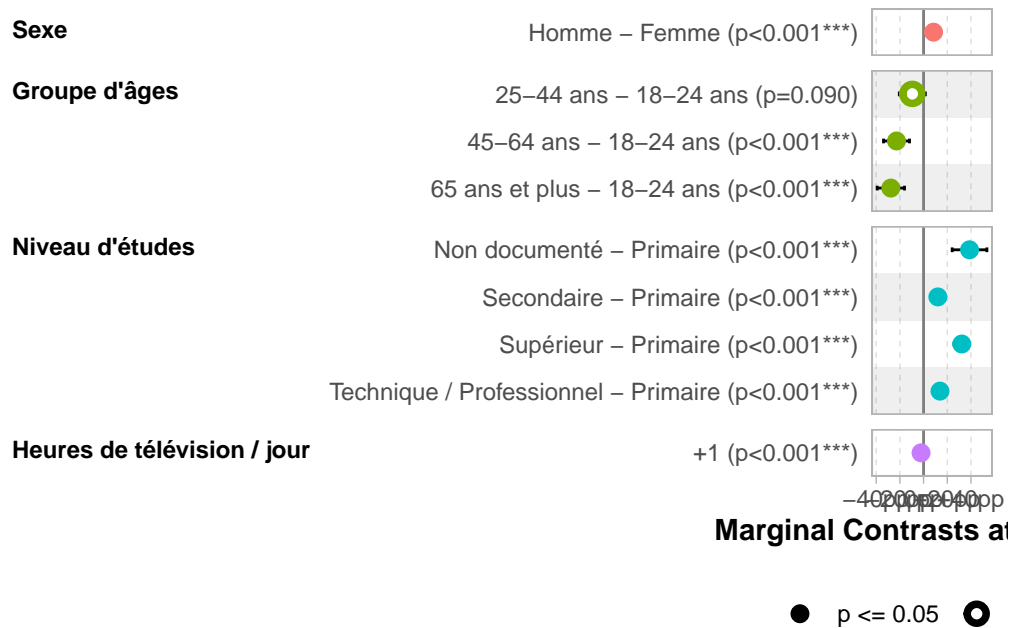 Sexe
Homme − Femme (p<0.001***)
Groupe d'âges
25−44 ans − 18−24 ans (p=0.090)
45−64 ans − 18−24 ans (p<0.001***)
65 ans et plus − 18−24 ans (p<0.001***)
Niveau d'études
Non documenté − Primaire (p<0.001***)
Secondaire − Primaire (p<0.001***)
Supérieur − Primaire (p<0.001***)
Technique / Professionnel − Primaire (p<0.001***)
Heures de télévision / jour
+1 (p<0.001***)
Marginal Contrasts at
p <= 0.05